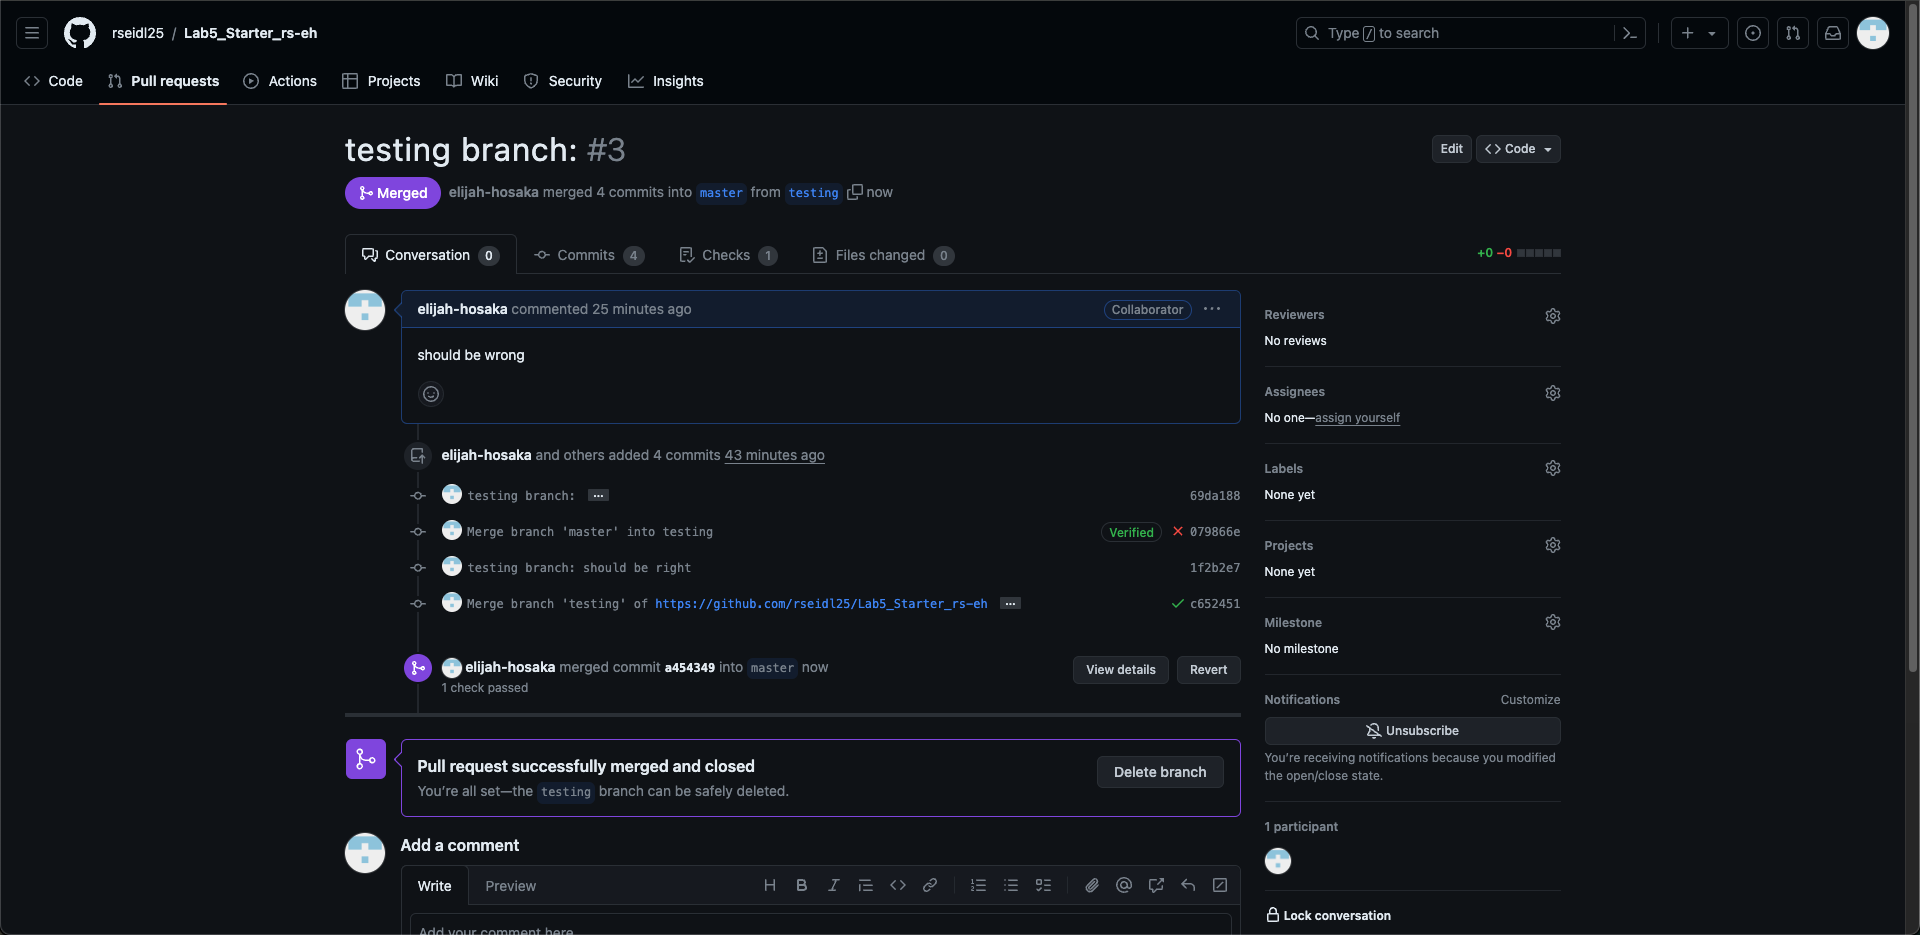 rseidl25 / Lab5_Starter_rs-eh
Type / to search
Code
Pull requests
Actions
Projects
Wiki
Security
Insights
testing branch: #3
Edit
Code
Merged
elijah-hosaka merged 4 commits into master from testing now
Conversation 0
Commits 4
Checks 1
Files changed 0
+0 −0
elijah-hosaka commented 25 minutes ago
Collaborator
should be wrong
elijah-hosaka and others added 4 commits 43 minutes ago
testing branch: …
69da188
Merge branch 'master' into testing
Verified
079866e
testing branch: should be right
1f2b2e7
Merge branch 'testing' of https://github.com/rseidl25/Lab5_Starter_rs-eh …
c652451
elijah-hosaka merged commit a454349 into master now
1 check passed
View details
Revert
Pull request successfully merged and closed
You’re all set—the testing branch can be safely deleted.
Delete branch
Add a comment
Write
Preview
Add your comment here
Reviewers
No reviews
Assignees
No one—assign yourself
Labels
None yet
Projects
None yet
Milestone
No milestone
Notifications
Customize
Unsubscribe
You’re receiving notifications because you modified
the open/close state.
1 participant
Lock conversation